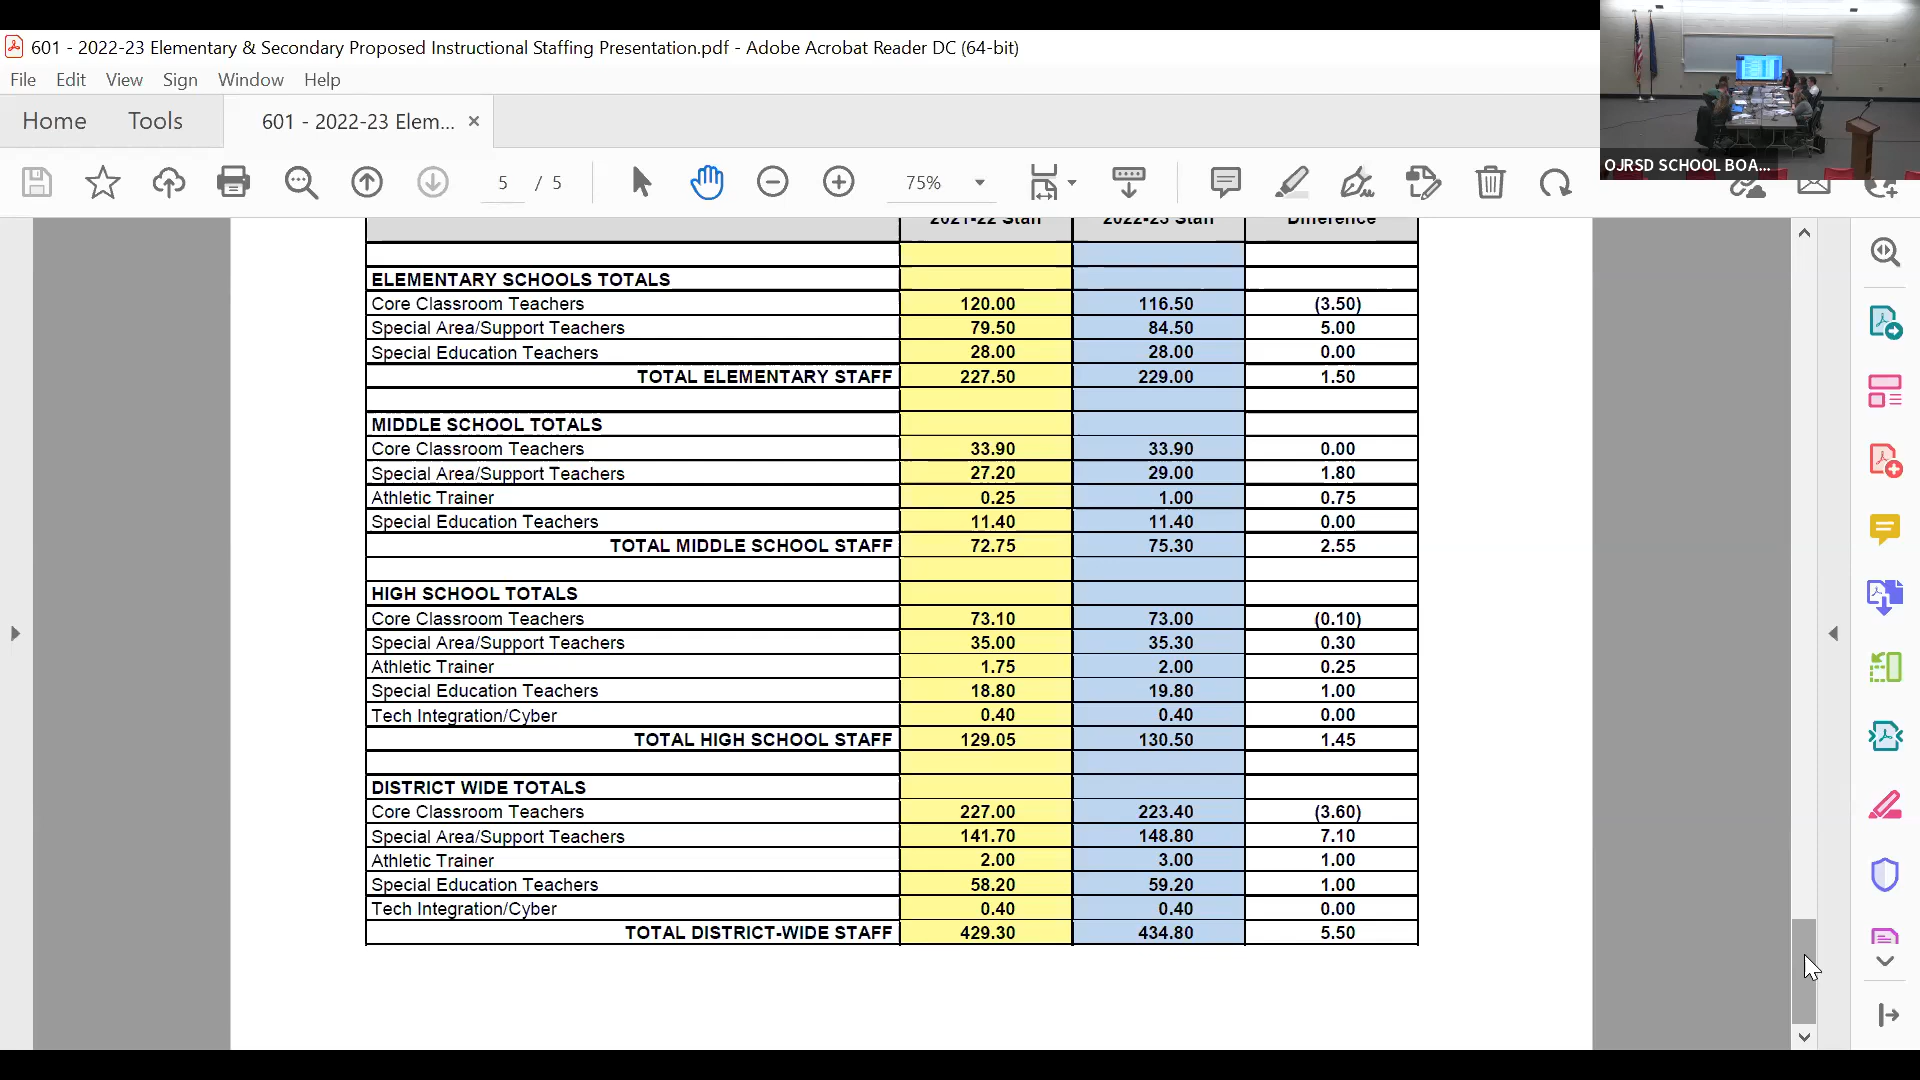 601 - 2022-23 Elementary & Secondary Proposed Instructional Staffing Presentation.pdf - Adobe Acrobat Reader DC (64-bit)
File Edit View Sign Window Help
Home Tools 601 - 2022-23 Elem... ×
5 / 5 75%
OJRSD SCHOOL BOA...
2021-22 Staff 2022-23 Staff Difference
ELEMENTARY SCHOOLS TOTALS
Core Classroom Teachers 120.00 116.50 (3.50)
Special Area/Support Teachers 79.50 84.50 5.00
Special Education Teachers 28.00 28.00 0.00
TOTAL ELEMENTARY STAFF 227.50 229.00 1.50
MIDDLE SCHOOL TOTALS
Core Classroom Teachers 33.90 33.90 0.00
Special Area/Support Teachers 27.20 29.00 1.80
Athletic Trainer 0.25 1.00 0.75
Special Education Teachers 11.40 11.40 0.00
TOTAL MIDDLE SCHOOL STAFF 72.75 75.30 2.55
HIGH SCHOOL TOTALS
Core Classroom Teachers 73.10 73.00 (0.10)
Special Area/Support Teachers 35.00 35.30 0.30
Athletic Trainer 1.75 2.00 0.25
Special Education Teachers 18.80 19.80 1.00
Tech Integration/Cyber 0.40 0.40 0.00
TOTAL HIGH SCHOOL STAFF 129.05 130.50 1.45
DISTRICT WIDE TOTALS
Core Classroom Teachers 227.00 223.40 (3.60)
Special Area/Support Teachers 141.70 148.80 7.10
Athletic Trainer 2.00 3.00 1.00
Special Education Teachers 58.20 59.20 1.00
Tech Integration/Cyber 0.40 0.40 0.00
TOTAL DISTRICT-WIDE STAFF 429.30 434.80 5.50